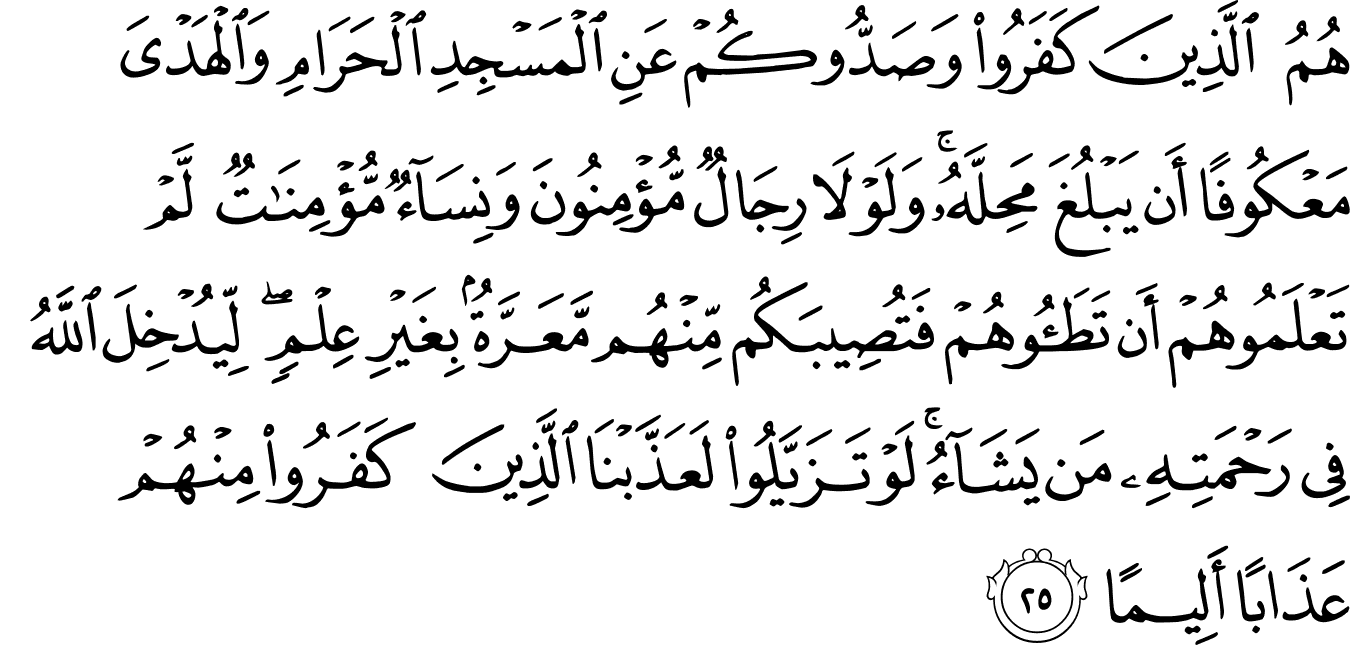 هُمُ ٱلَّذِينَ كَفَرُوا۟ وَصَدُّوكُمْ عَنِ ٱلْمَسْجِدِ ٱلْحَرَامِ وَٱلْهَدْىَ
مَعْكُوفًا أَن يَبْلُغَ مَحِلَّهُۥ ۚ وَلَوْلَا رِجَالٌ مُّؤْمِنُونَ وَنِسَآءٌ مُّؤْمِنَـٰتٌ لَّمْ
تَعْلَمُوهُمْ أَن تَطَـُٔوهُمْ فَتُصِيبَكُم مِّنْهُم مَّعَرَّةٌۢ بِغَيْرِ عِلْمٍ ۖ لِّيُدْخِلَ ٱللَّهُ
فِى رَحْمَتِهِۦ مَن يَشَآءُ ۚ لَوْ تَزَيَّلُوا۟ لَعَذَّبْنَا ٱلَّذِينَ كَفَرُوا۟ مِنْهُمْ
عَذَابًا أَلِيمًا ٢٥